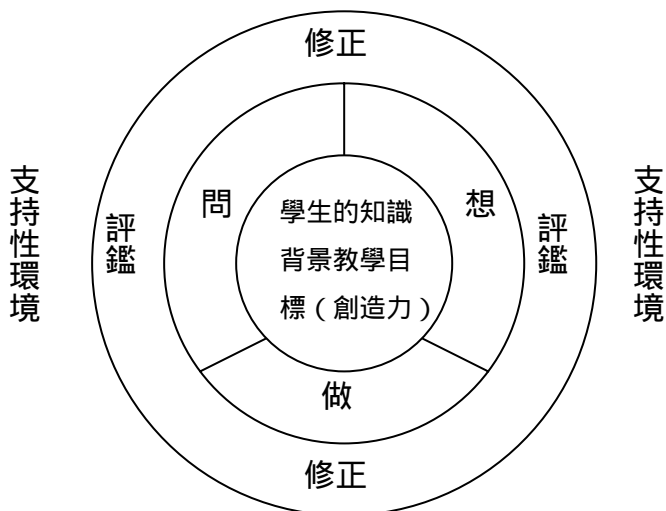 修正
支持性環境
評鑑
問
學生的知識
背景教學目
標（創造力）
想
評鑑
支持性環境
做
修正